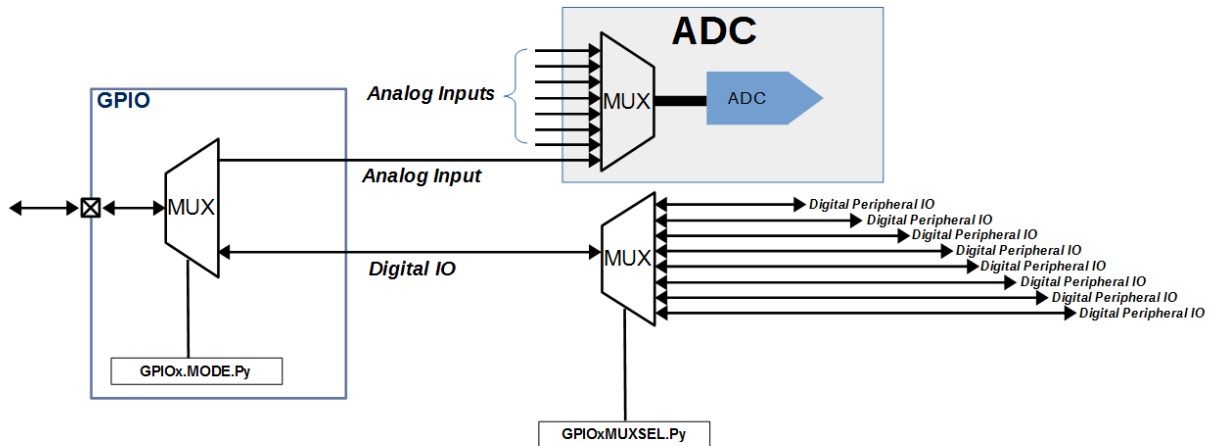 ADC
Analog Inputs
MUX
ADC
GPIO
Analog Input
MUX
Digital IO
MUX
Digital Peripheral IO
Digital Peripheral IO
Digital Peripheral IO
Digital Peripheral IO
Digital Peripheral IO
Digital Peripheral IO
Digital Peripheral IO
Digital Peripheral IO
GPIOx.MODE.Py
GPIOxMUXSEL.Py